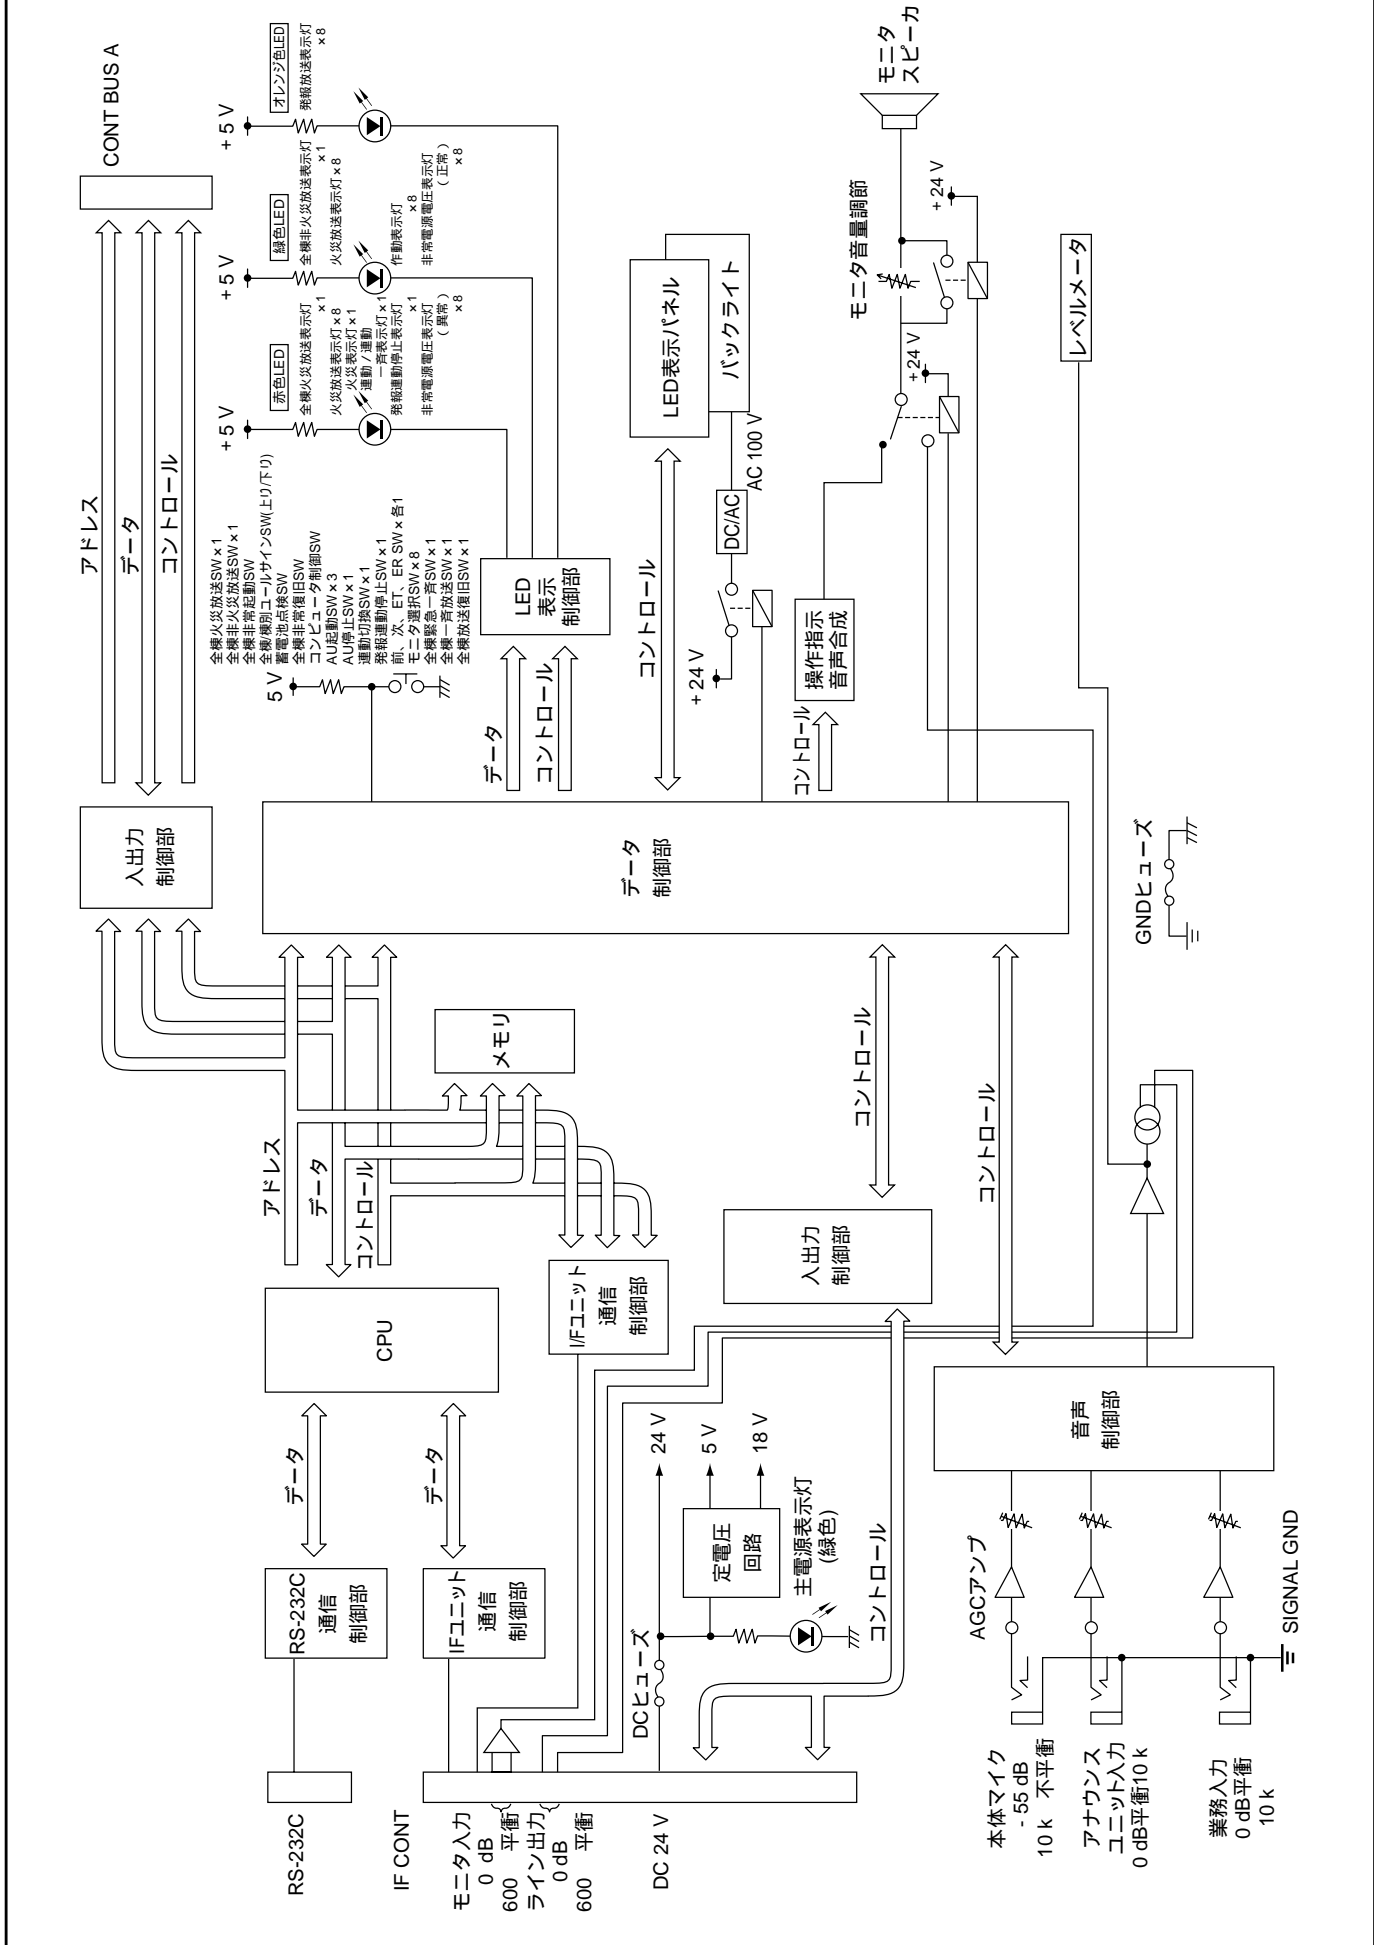 RS-232C
IF CONT
モニタ入力
0 dB
600 平衝
ライン出力
0 dB
600 平衝
DC 24 V
RS-232C
通信
制御部
IFユニット
通信
制御部
データ
データ
CPU
I/Fユニット
通信
制御部
アドレス
データ
コントロール
メモリ
入出力
制御部
アドレス
データ
コントロール
CONT BUS A
データ
制御部
5 V
全棟火災放送SW×1
全棟非火災放送SW×1
全棟非常起動SW
全棟/棟別ユールサインSW(上り/下り)
蓄電池点検SW
全棟非常復旧SW
コンピュータ制御SW
AU起動SW×3
AU停止SW×1
連動切換SW×1
発報連動停止SW×1
前、次、ET、ER SW×各1
モニタ選択SW×8
全棟緊急一斉SW×1
全棟一斉放送SW×1
全棟放送復旧SW×1
+5 V
赤色LED
全棟火災放送表示灯
×1
火災放送表示灯×8
火災表示灯×1
連動/連動
一斉表示灯×1
発報連動停止表示灯
×1
非常電源電圧表示灯
(異常)
×8
+5 V
緑色LED
全棟非火災放送表示灯
×1
火災放送表示灯×8
作動表示灯
×8
非常電源電圧表示灯
(正常)
×8
+5 V
オレンジ色LED
発報放送表示灯
×8
データ
コントロール
LED
表示
制御部
コントロール
LED表示パネル
バックライト
+24 V
DC/AC
AC 100 V
コントロール
操作指示
音声合成
+24 V
モニタ音量調節
+24 V
モニタ
スピーカ
レベルメータ
GNDヒューズ
コントロール
コントロール
入出力
制御部
DCヒューズ
24 V
5 V
18 V
定電圧
回路
主電源表示灯
(緑色)
コントロール
音声
制御部
AGCアンプ
SIGNAL GND
本体マイク
- 55 dB
10 k 不平衝
アナウンス
ユニット入力
0 dB平衝10 k
業務入力
0 dB平衝
10 k